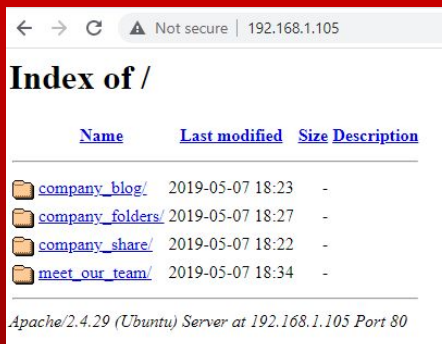 Not secure | 192.168.1.105
Index of /
Name Last modified Size Description
company_blog/ 2019-05-07 18:23 -
company_folders/ 2019-05-07 18:27 -
company_share/ 2019-05-07 18:22 -
meet_our_team/ 2019-05-07 18:34 -
Apache/2.4.29 (Ubuntu) Server at 192.168.1.105 Port 80